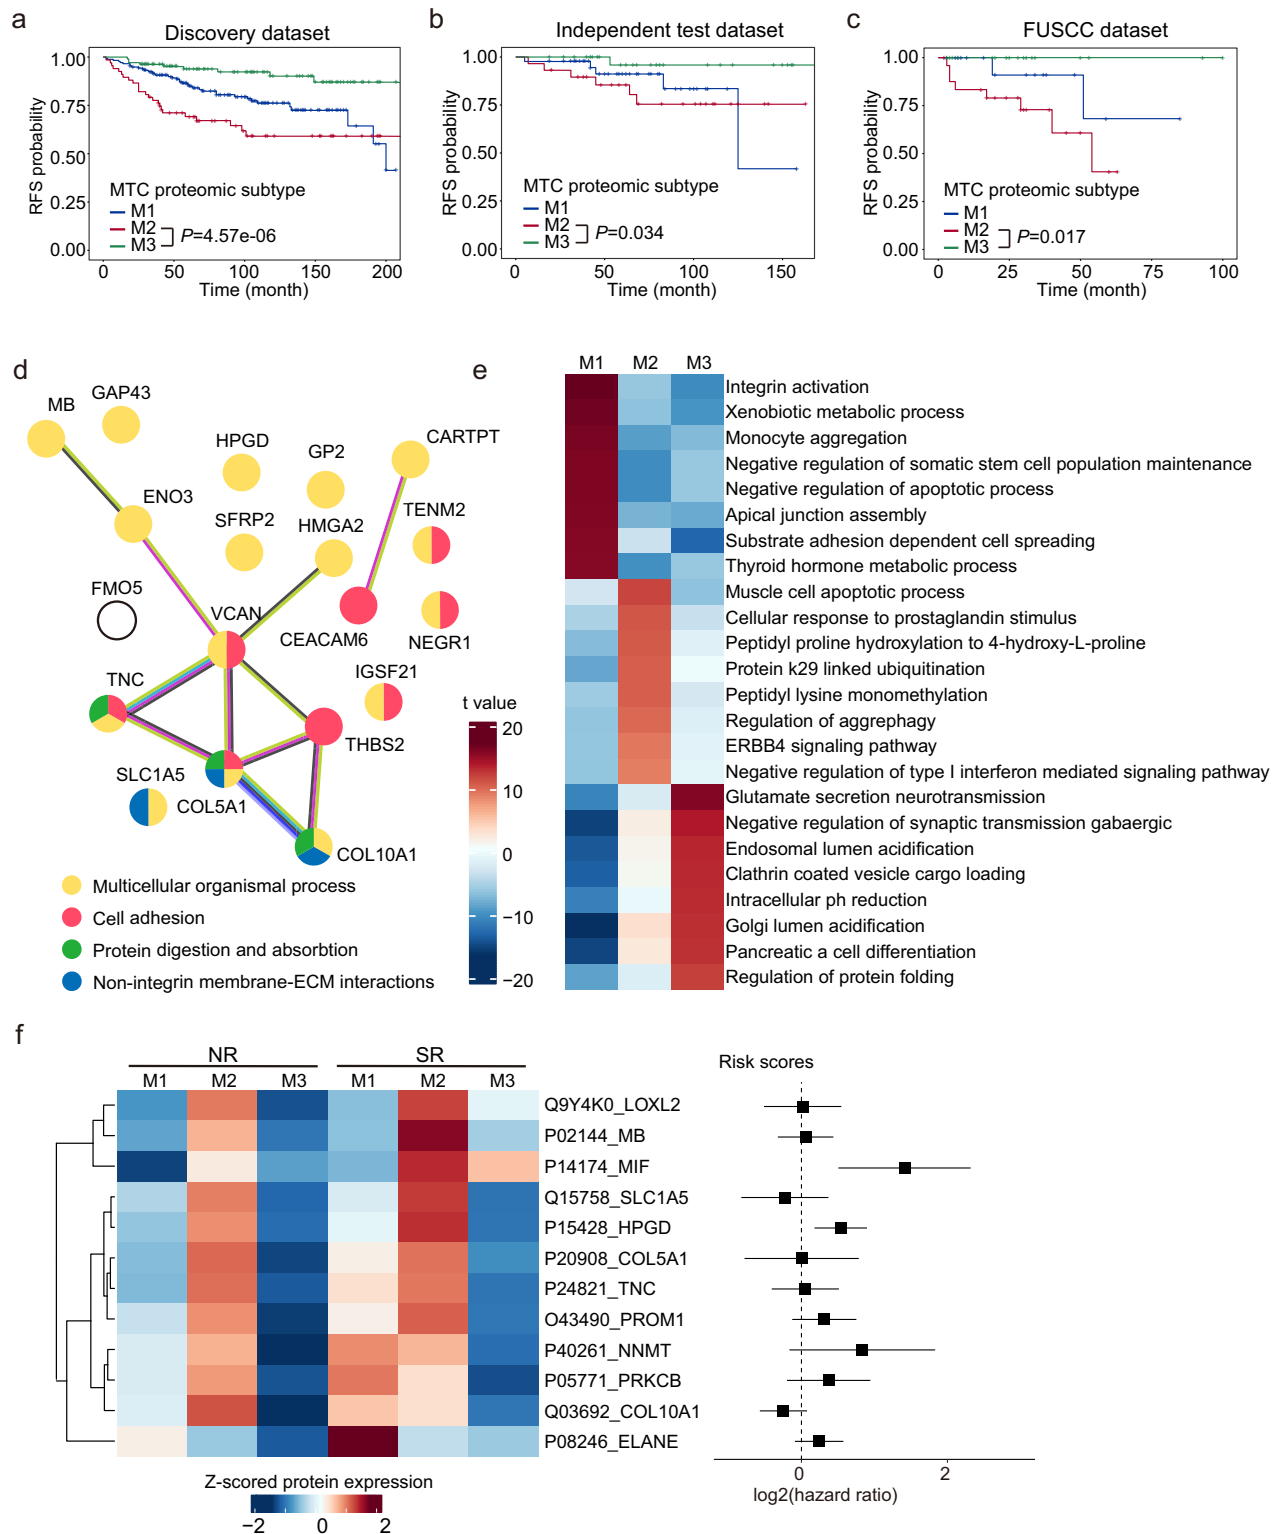 a
Discovery dataset
1.00
0.75
0.50
0.25
0.00
RFS probability
MTC proteomic subtype
M1
M2
M3
P=4.57e-06
0 50 100 150 200
Time (month)
b
Independent test dataset
1.00
0.75
0.50
0.25
0.00
RFS probability
MTC proteomic subtype
M1
M2
M3
P=0.034
0 50 100 150
Time (month)
c
FUSCC dataset
1.00
0.75
0.50
0.25
0.00
RFS probability
MTC proteomic subtype
M1
M2
M3
P=0.017
0 25 50 75 100
Time (month)
d
MB
GAP43
HPGD
GP2
CARTPT
ENO3
SFRP2
HMGA2
TENM2
FMO5
VCAN
CEACAM6
NEGR1
TNC
IGSF21
THBS2
SLC1A5
COL5A1
COL10A1
Multicellular organismal process
Cell adhesion
Protein digestion and absorbtion
Non-integrin membrane-ECM interactions
t value
20
10
0
−10
−20
e
M1 M2 M3
Integrin activation
Xenobiotic metabolic process
Monocyte aggregation
Negative regulation of somatic stem cell population maintenance
Negative regulation of apoptotic process
Apical junction assembly
Substrate adhesion dependent cell spreading
Thyroid hormone metabolic process
Muscle cell apoptotic process
Cellular response to prostaglandin stimulus
Peptidyl proline hydroxylation to 4-hydroxy-L-proline
Protein k29 linked ubiquitination
Peptidyl lysine monomethylation
Regulation of aggrephagy
ERBB4 signaling pathway
Negative regulation of type I interferon mediated signaling pathway
Glutamate secretion neurotransmission
Negative regulation of synaptic transmission gabaergic
Endosomal lumen acidification
Clathrin coated vesicle cargo loading
Intracellular ph reduction
Golgi lumen acidification
Pancreatic a cell differentiation
Regulation of protein folding
f
NR SR
M1 M2 M3 M1 M2 M3
Q9Y4K0_LOXL2
P02144_MB
P14174_MIF
Q15758_SLC1A5
P15428_HPGD
P20908_COL5A1
P24821_TNC
O43490_PROM1
P40261_NNMT
P05771_PRKCB
Q03692_COL10A1
P08246_ELANE
Z-scored protein expression
−2 0 2
Risk scores
0 2
log2(hazard ratio)